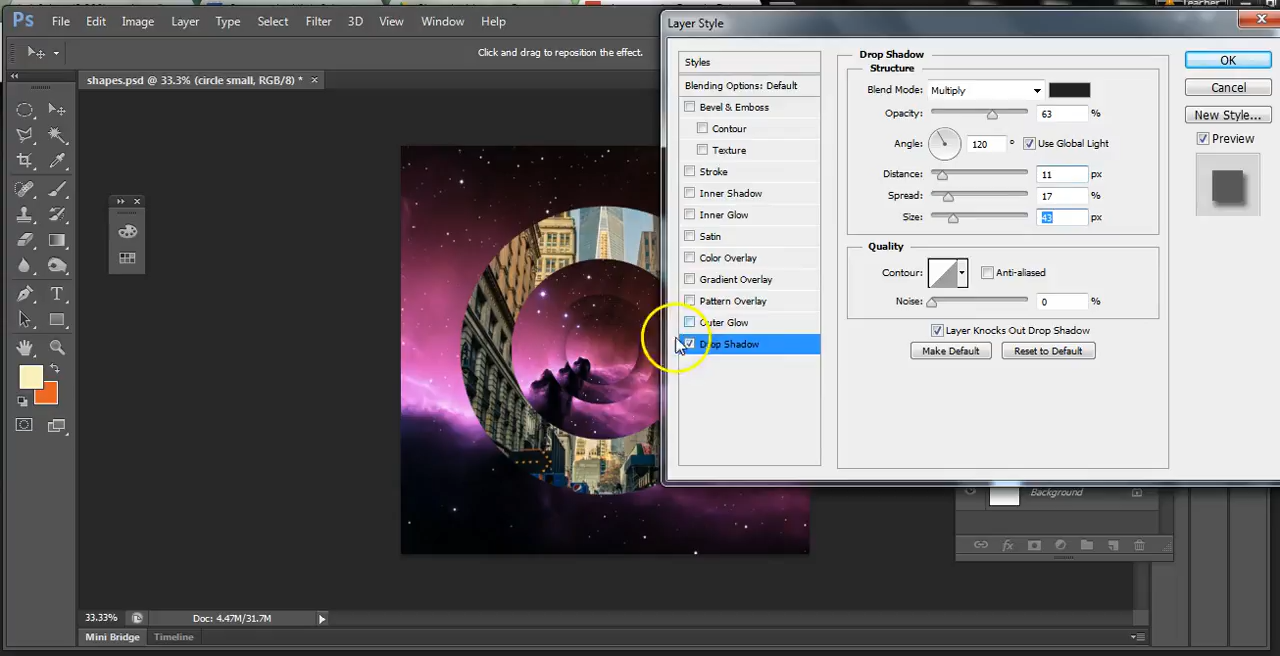 Ps File Edit Image Layer Type Select Filter 3D View Window Help
Click and drag to reposition the effect.
shapes.psd @ 33.3% (circle small, RGB/8) * ×
Layer Style
Styles
Blending Options: Default
Bevel & Emboss
Contour
Texture
Stroke
Inner Shadow
Inner Glow
Satin
Color Overlay
Gradient Overlay
Pattern Overlay
Outer Glow
Drop Shadow
Drop Shadow
Structure
Blend Mode: Multiply
Opacity: 63 %
Angle: 120 ° Use Global Light
Distance: 11 px
Spread: 17 %
Size: 43 px
Quality
Contour: Anti-aliased
Noise: 0 %
Layer Knocks Out Drop Shadow
Make Default Reset to Default
OK
Cancel
New Style...
Preview
Background
fx
33.33% Doc: 4.47M/31.7M
Mini Bridge Timeline